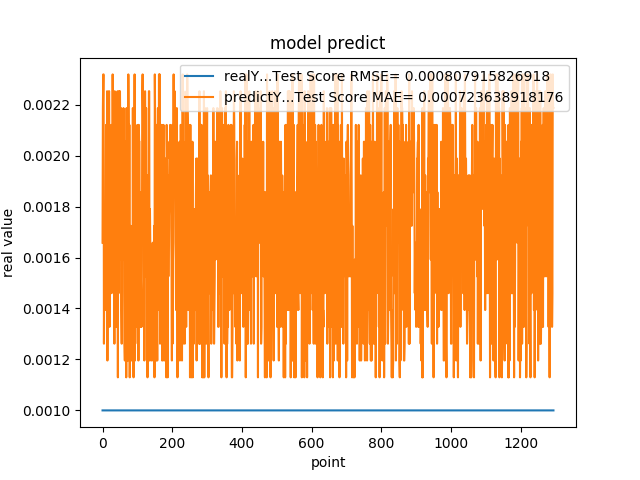 model predict
realY...Test Score RMSE= 0.000807915826918
predictY...Test Score MAE= 0.000723638918176
0.0022
0.0020
0.0018
0.0016
0.0014
0.0012
0.0010
real value
0 200 400 600 800 1000 1200
point